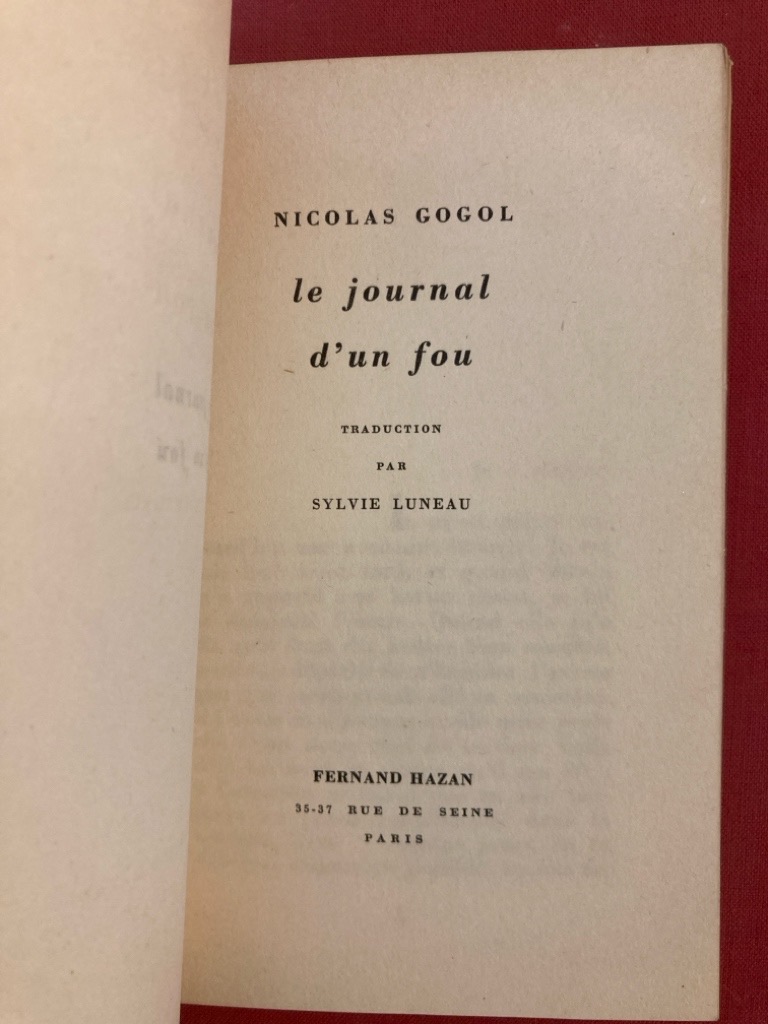 NICOLAS GOGOL
le journal
d'un fou
TRADUCTION
PAR
SYLVIE LUNEAU
FERNAND HAZAN
35-37 RUE DE SEINE
PARIS